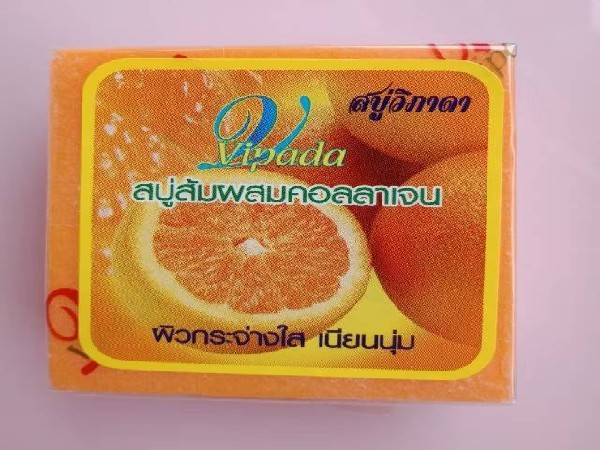 สบู่วิภาดา
V
Vipada
สบู่ส้มผสมคอลลาเจน
ผิวกระจ่างใส เนียนนุ่ม